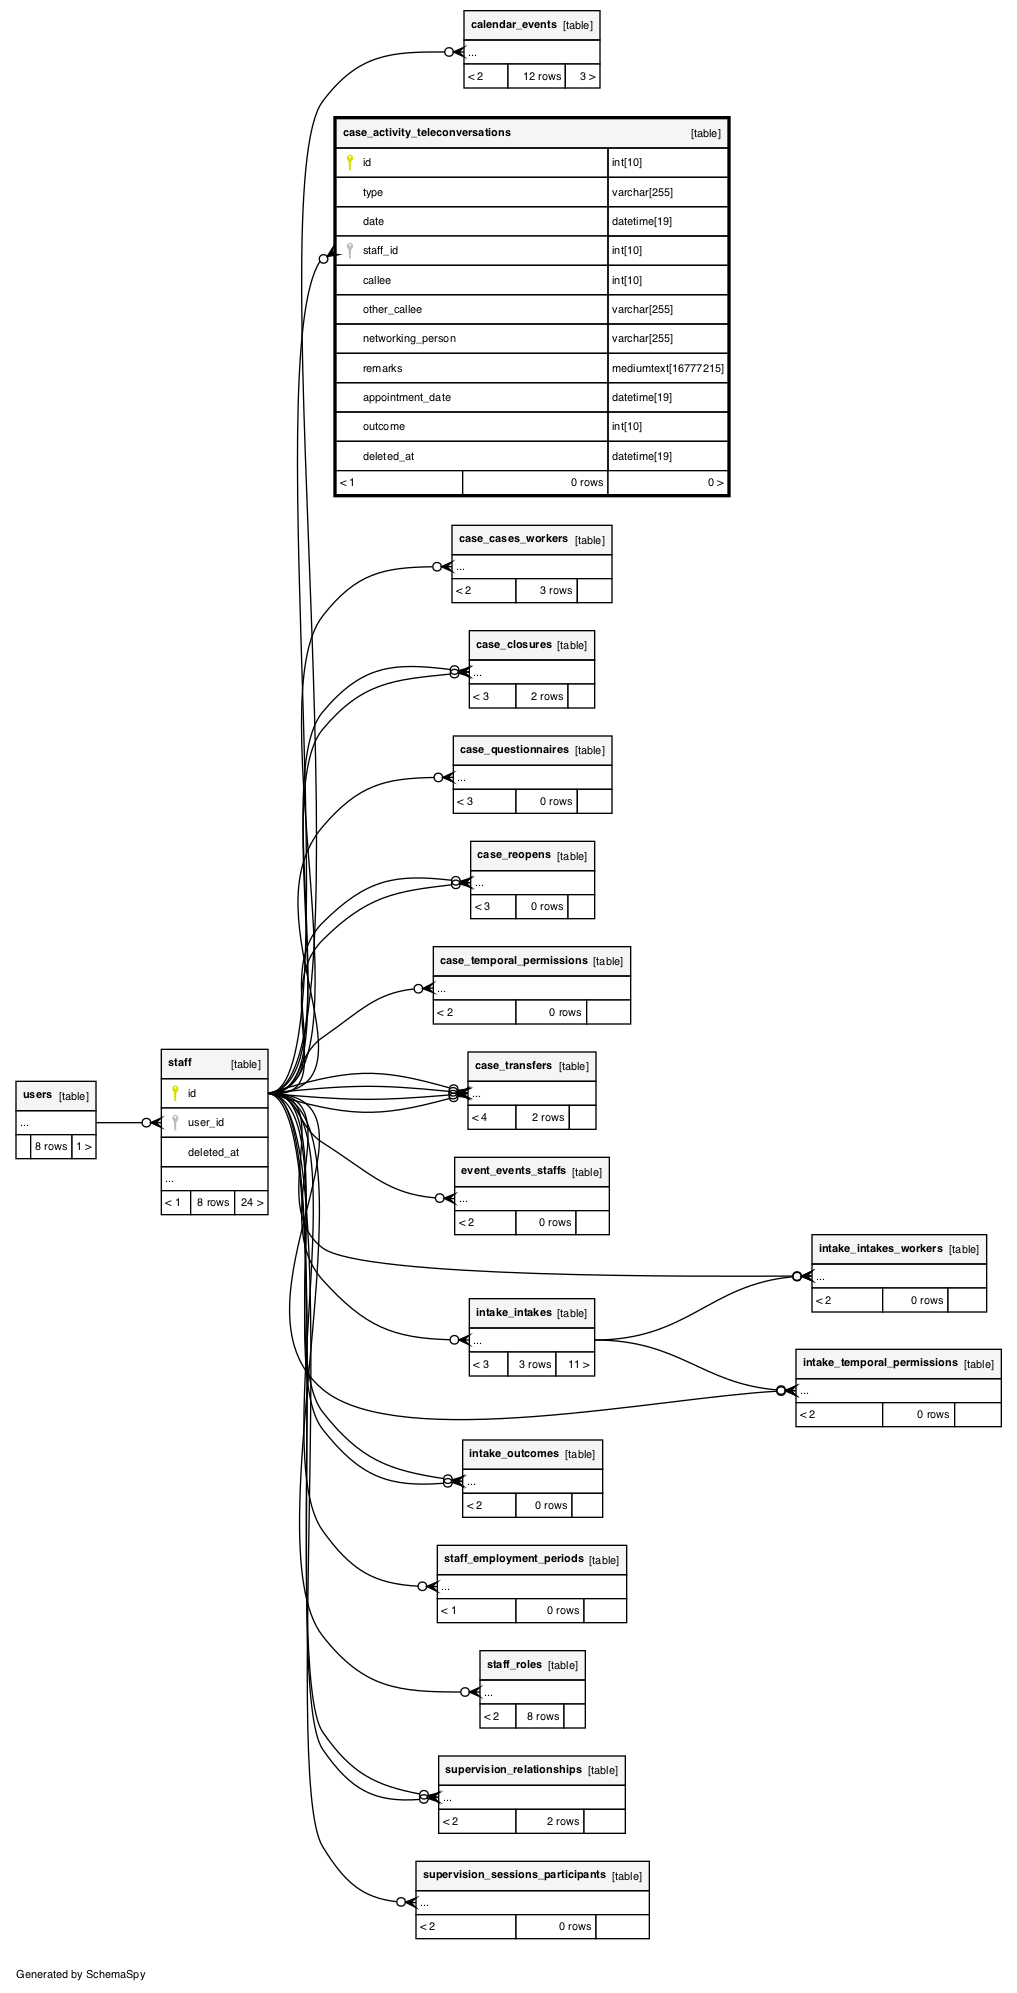 calendar_events [table]
...
< 2 12 rows 3 >
case_activity_teleconversations [table]
id int[10]
type varchar[255]
date datetime[19]
staff_id int[10]
callee int[10]
other_callee varchar[255]
networking_person varchar[255]
remarks mediumtext[16777215]
appointment_date datetime[19]
outcome int[10]
deleted_at datetime[19]
< 1 0 rows 0 >
case_cases_workers [table]
...
< 2 3 rows
case_closures [table]
...
< 3 2 rows
case_questionnaires [table]
...
< 3 0 rows
case_reopens [table]
...
< 3 0 rows
case_temporal_permissions [table]
...
< 2 0 rows
users [table]
...
8 rows 1 >
staff [table]
id
user_id
deleted_at
...
< 1 8 rows 24 >
case_transfers [table]
...
< 4 2 rows
event_events_staffs [table]
...
< 2 0 rows
intake_intakes_workers [table]
...
< 2 0 rows
intake_intakes [table]
...
< 3 3 rows 11 >
intake_temporal_permissions [table]
...
< 2 0 rows
intake_outcomes [table]
...
< 2 0 rows
staff_employment_periods [table]
...
< 1 0 rows
staff_roles [table]
...
< 2 8 rows
supervision_relationships [table]
...
< 2 2 rows
supervision_sessions_participants [table]
...
< 2 0 rows
Generated by SchemaSpy